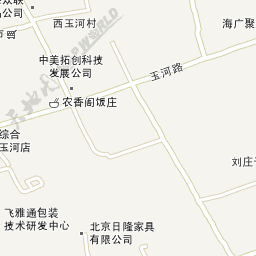 西玉河村
公司
海广聚
中美拓创科技
发展公司
玉河路
农香阁饭庄
综合
玉河店
刘庄子
飞雅通包装
技术研发中心
北京日隆家具
有限公司